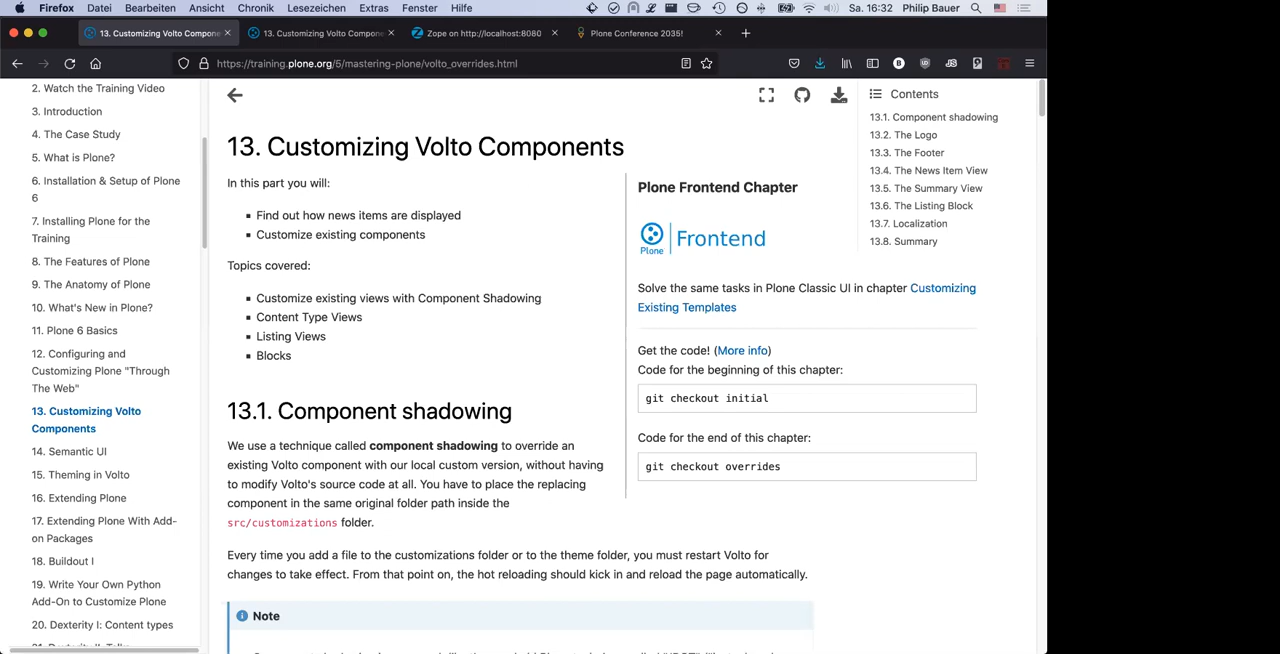 Firefox Datei Bearbeiten Ansicht Chronik Lesezeichen Extras Fenster Hilfe Sa. 16:32 Philip Bauer
13. Customizing Volto Compone
13. Customizing Volto Compone
Zope on http://localhost:8080
Plone Conference 2035!
https://training.plone.org/5/mastering-plone/volto_overrides.html
2. Watch the Training Video
3. Introduction
4. The Case Study
5. What is Plone?
6. Installation & Setup of Plone
6
7. Installing Plone for the
Training
8. The Features of Plone
9. The Anatomy of Plone
10. What's New in Plone?
11. Plone 6 Basics
12. Configuring and
Customizing Plone "Through
The Web"
13. Customizing Volto
Components
14. Semantic UI
15. Theming in Volto
16. Extending Plone
17. Extending Plone With Add-
on Packages
18. Buildout I
19. Write Your Own Python
Add-On to Customize Plone
20. Dexterity I: Content types
13. Customizing Volto Components
In this part you will:
Find out how news items are displayed
Customize existing components
Topics covered:
Customize existing views with Component Shadowing
Content Type Views
Listing Views
Blocks
13.1. Component shadowing
We use a technique called component shadowing to override an
existing Volto component with our local custom version, without having
to modify Volto's source code at all. You have to place the replacing
component in the same original folder path inside the
src/customizations folder.
Every time you add a file to the customizations folder or to the theme folder, you must restart Volto for
changes to take effect. From that point on, the hot reloading should kick in and reload the page automatically.
Note
Plone Frontend Chapter
Plone
Frontend
Solve the same tasks in Plone Classic UI in chapter Customizing
Existing Templates
Get the code! (More info)
Code for the beginning of this chapter:
git checkout initial
Code for the end of this chapter:
git checkout overrides
Contents
13.1. Component shadowing
13.2. The Logo
13.3. The Footer
13.4. The News Item View
13.5. The Summary View
13.6. The Listing Block
13.7. Localization
13.8. Summary